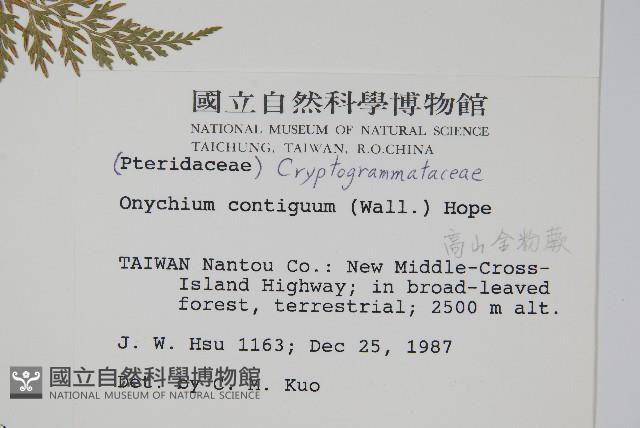 國立自然科學博物館
NATIONAL MUSEUM OF NATURAL SCIENCE
TAICHUNG, TAIWAN, R.O.CHINA
(Pteridaceae) Cryptogrammataceae
Onychium contiguum (Wall.) Hope
高山金粉蕨
TAIWAN Nantou Co.: New Middle-Cross-
Island Highway; in broad-leaved
forest, terrestrial; 2500 m alt.
J. W. Hsu 1163; Dec 25, 1987
Det. by C. M. Kuo
國立自然科學博物館
NATIONAL MUSEUM OF NATURAL SCIENCE